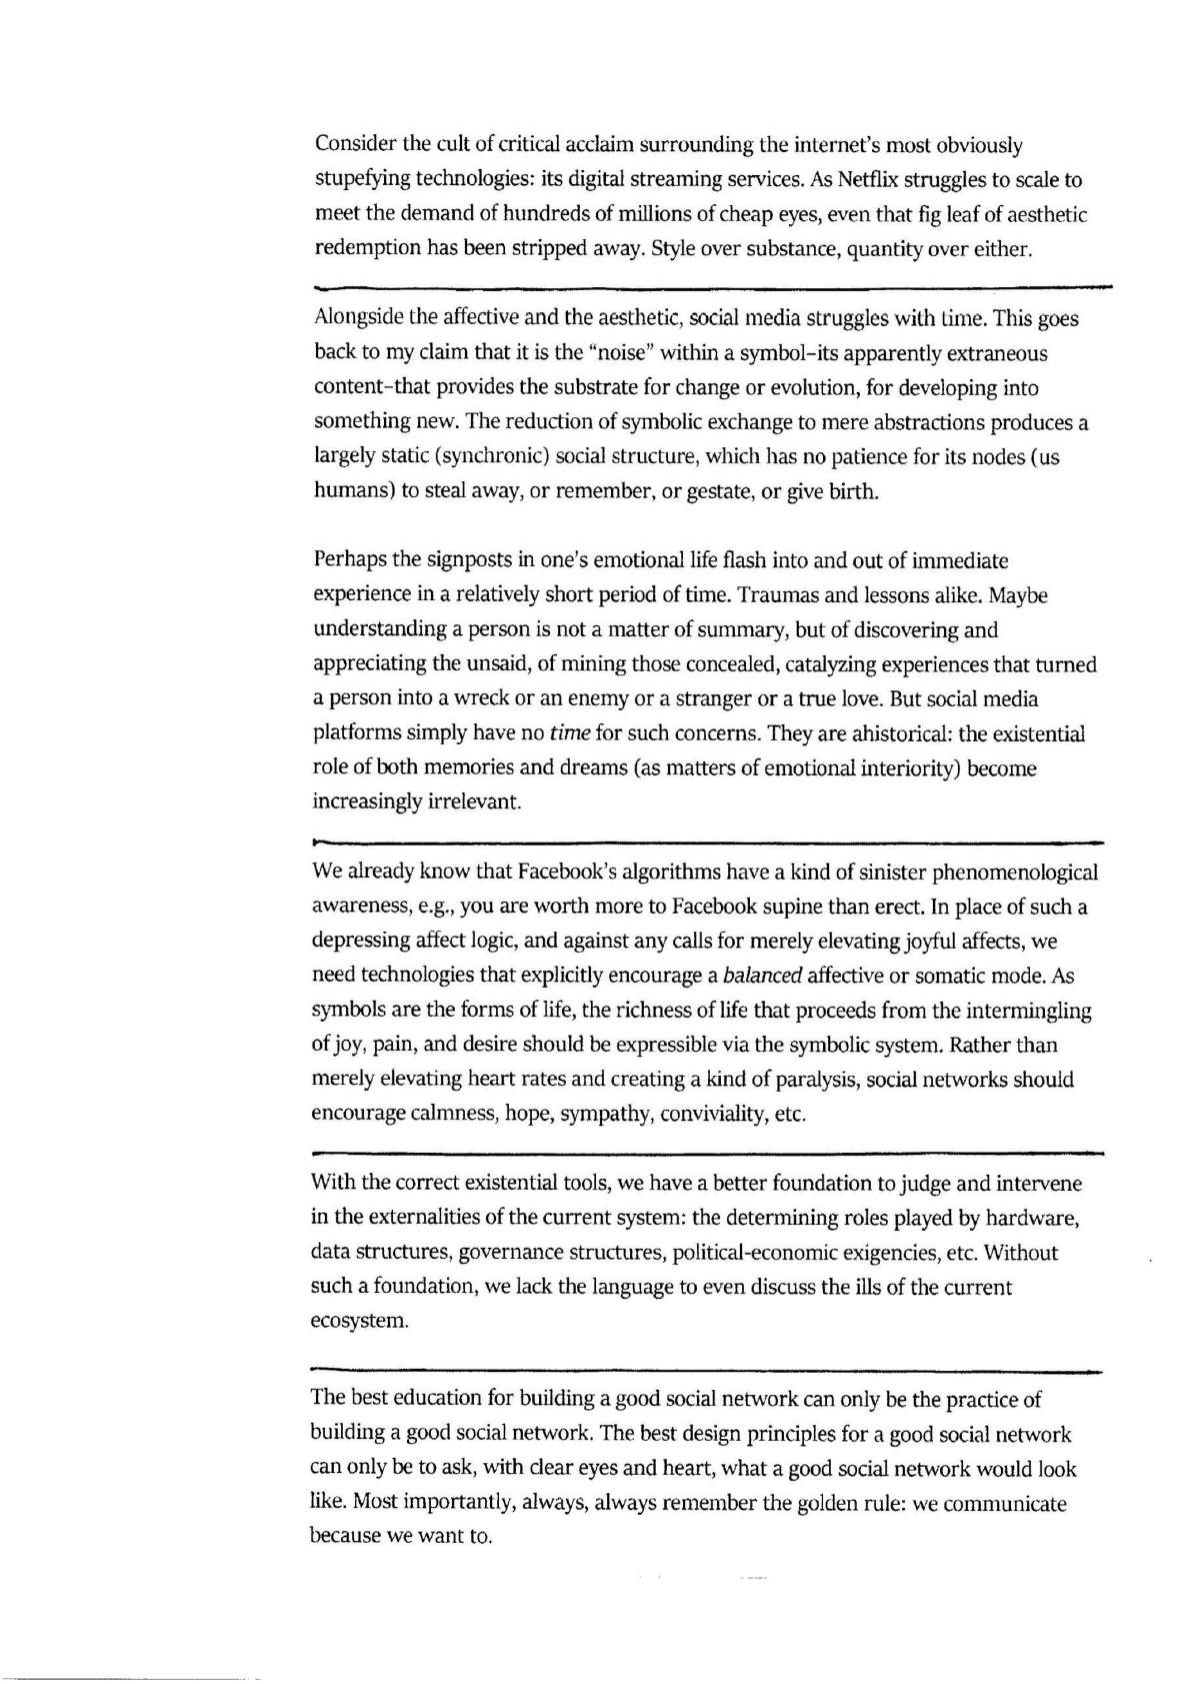 Consider the cult of critical acclaim surrounding the internet's most obviously
stupefying technologies: its digital streaming services. As Netflix struggles to scale to
meet the demand of hundreds of millions of cheap eyes, even that fig leaf of aesthetic
redemption has been stripped away. Style over substance, quantity over either.
Alongside the affective and the aesthetic, social media struggles with time. This goes
back to my claim that it is the “noise” within a symbol–its apparently extraneous
content–that provides the substrate for change or evolution, for developing into
something new. The reduction of symbolic exchange to mere abstractions produces a
largely static (synchronic) social structure, which has no patience for its nodes (us
humans) to steal away, or remember, or gestate, or give birth.
Perhaps the signposts in one's emotional life flash into and out of immediate
experience in a relatively short period of time. Traumas and lessons alike. Maybe
understanding a person is not a matter of summary, but of discovering and
appreciating the unsaid, of mining those concealed, catalyzing experiences that turned
a person into a wreck or an enemy or a stranger or a true love. But social media
platforms simply have no time for such concerns. They are ahistorical: the existential
role of both memories and dreams (as matters of emotional interiority) become
increasingly irrelevant.
We already know that Facebook's algorithms have a kind of sinister phenomenological
awareness, e.g., you are worth more to Facebook supine than erect. In place of such a
depressing affect logic, and against any calls for merely elevating joyful affects, we
need technologies that explicitly encourage a balanced affective or somatic mode. As
symbols are the forms of life, the richness of life that proceeds from the intermingling
of joy, pain, and desire should be expressible via the symbolic system. Rather than
merely elevating heart rates and creating a kind of paralysis, social networks should
encourage calmness, hope, sympathy, conviviality, etc.
With the correct existential tools, we have a better foundation to judge and intervene
in the externalities of the current system: the determining roles played by hardware,
data structures, governance structures, political-economic exigencies, etc. Without
such a foundation, we lack the language to even discuss the ills of the current
ecosystem.
The best education for building a good social network can only be the practice of
building a good social network. The best design principles for a good social network
can only be to ask, with clear eyes and heart, what a good social network would look
like. Most importantly, always, always remember the golden rule: we communicate
because we want to.